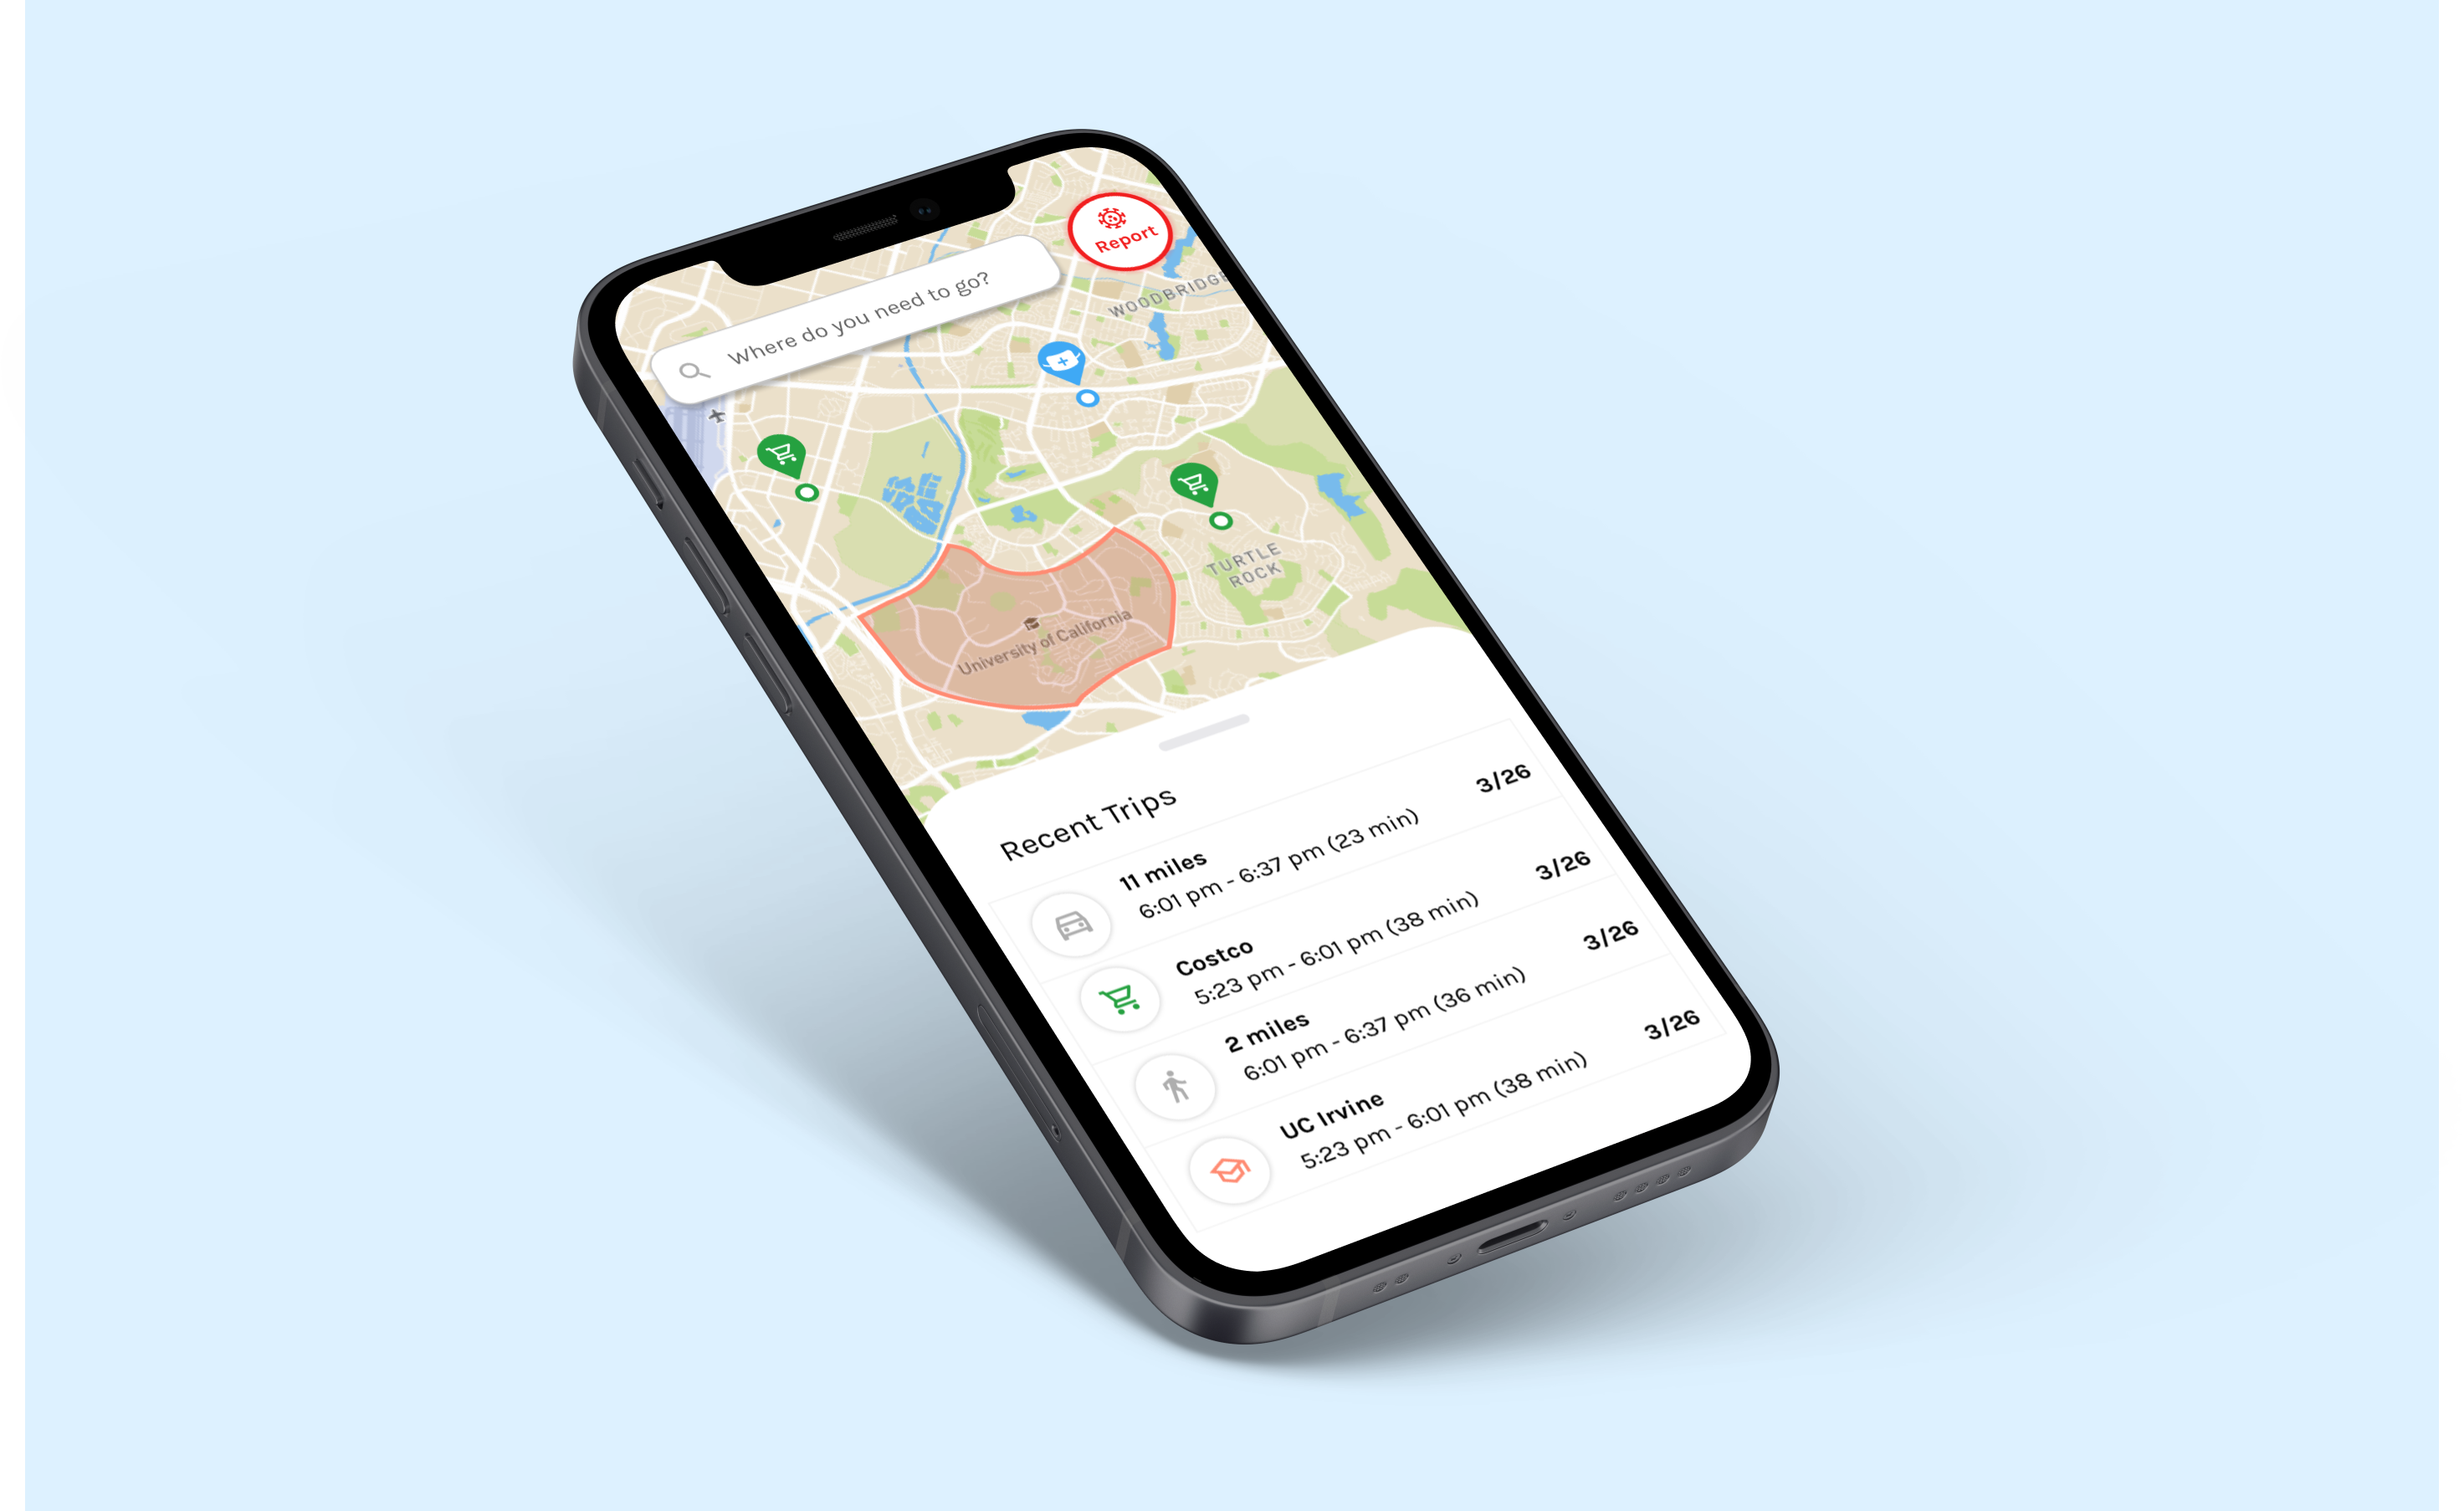 Report
Where do you need to go?
WOODBRIDGE
TURTLE
ROCK
University of California
Recent Trips
11 miles
6:01 pm - 6:37 pm (23 min)
3/26
Costco
5:23 pm - 6:01 pm (38 min)
3/26
2 miles
6:01 pm - 6:37 pm (36 min)
3/26
UC Irvine
5:23 pm - 6:01 pm (38 min)
3/26